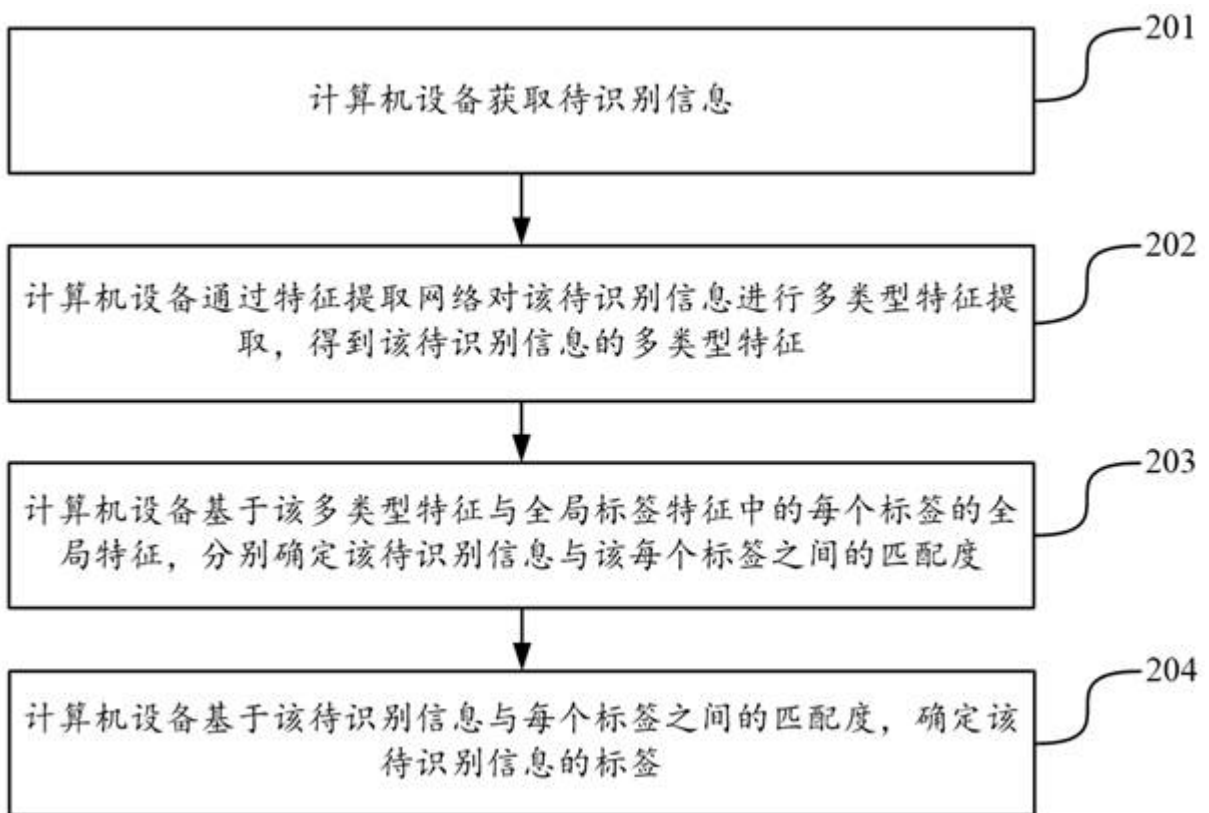 201
计算机设备获取待识别信息
202
计算机设备通过特征提取网络对该待识别信息进行多类型特征提
取，得到该待识别信息的多类型特征
203
计算机设备基于该多类型特征与全局标签特征中的每个标签的全
局特征，分别确定该待识别信息与该每个标签之间的匹配度
204
计算机设备基于该待识别信息与每个标签之间的匹配度，确定该
待识别信息的标签